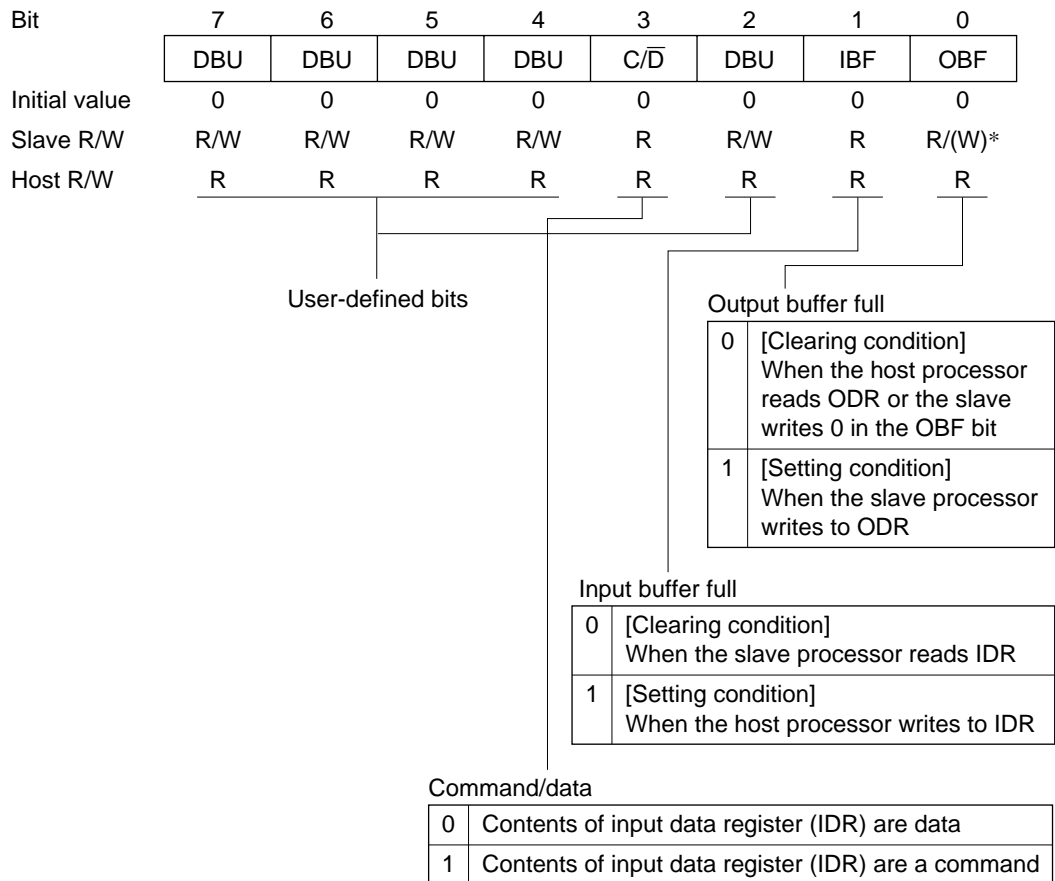 Bit 7 6 5 4 3 2 1 0
DBU DBU DBU DBU C/D̅ DBU IBF OBF
Initial value 0 0 0 0 0 0 0 0
Slave R/W R/W R/W R/W R/W R R/W R R/(W)*
Host R/W R R R R R R R R
User-defined bits
Output buffer full
0 [Clearing condition]
When the host processor
reads ODR or the slave
writes 0 in the OBF bit
1 [Setting condition]
When the slave processor
writes to ODR
Input buffer full
0 [Clearing condition]
When the slave processor reads IDR
1 [Setting condition]
When the host processor writes to IDR
Command/data
0 Contents of input data register (IDR) are data
1 Contents of input data register (IDR) are a command